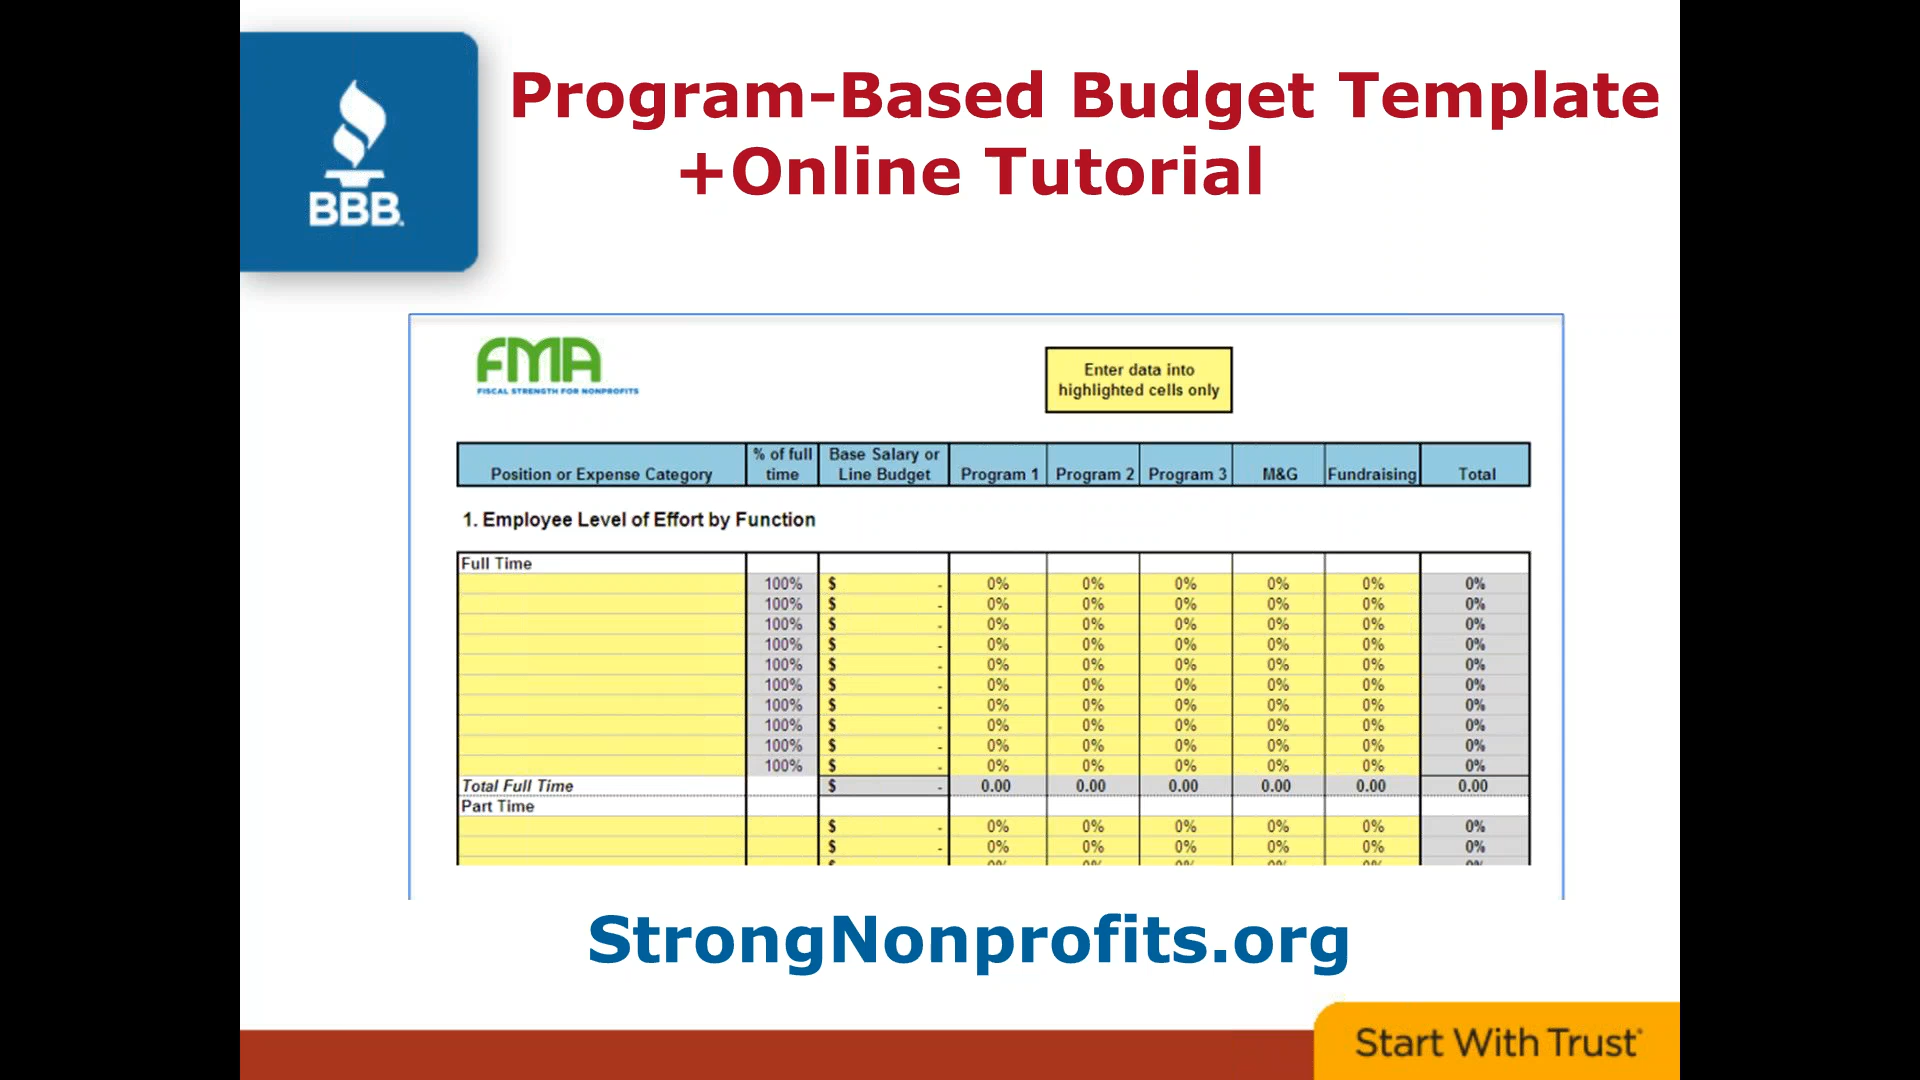 BBB.
Program-Based Budget Template
+Online Tutorial
FMA
FISCAL STRENGTH FOR NONPROFITS
Enter data into
highlighted cells only
Position or Expense Category % of full time Base Salary or Line Budget Program 1 Program 2 Program 3 M&G Fundraising Total
1. Employee Level of Effort by Function
Full Time
100% $ - 0% 0% 0% 0% 0% 0%
100% $ - 0% 0% 0% 0% 0% 0%
100% $ - 0% 0% 0% 0% 0% 0%
100% $ - 0% 0% 0% 0% 0% 0%
100% $ - 0% 0% 0% 0% 0% 0%
100% $ - 0% 0% 0% 0% 0% 0%
100% $ - 0% 0% 0% 0% 0% 0%
100% $ - 0% 0% 0% 0% 0% 0%
100% $ - 0% 0% 0% 0% 0% 0%
100% $ - 0% 0% 0% 0% 0% 0%
Total Full Time $ - 0.00 0.00 0.00 0.00 0.00 0.00
Part Time
$ - 0% 0% 0% 0% 0% 0%
$ - 0% 0% 0% 0% 0% 0%
StrongNonprofits.org
Start With Trust